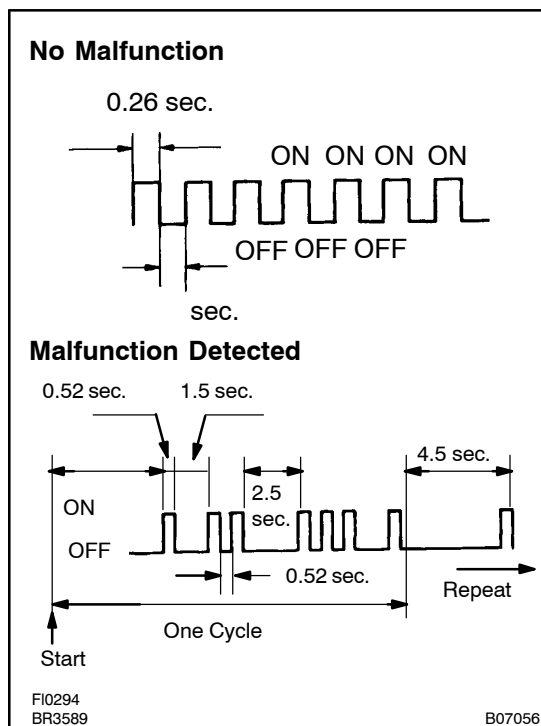 No Malfunction
0.26 sec.
ON ON ON ON
OFF OFF OFF
sec.
Malfunction Detected
0.52 sec. 1.5 sec.
4.5 sec.
2.5
sec.
ON
OFF
0.52 sec.
Repeat
One Cycle
Start
FI0294
BR3589
B07056